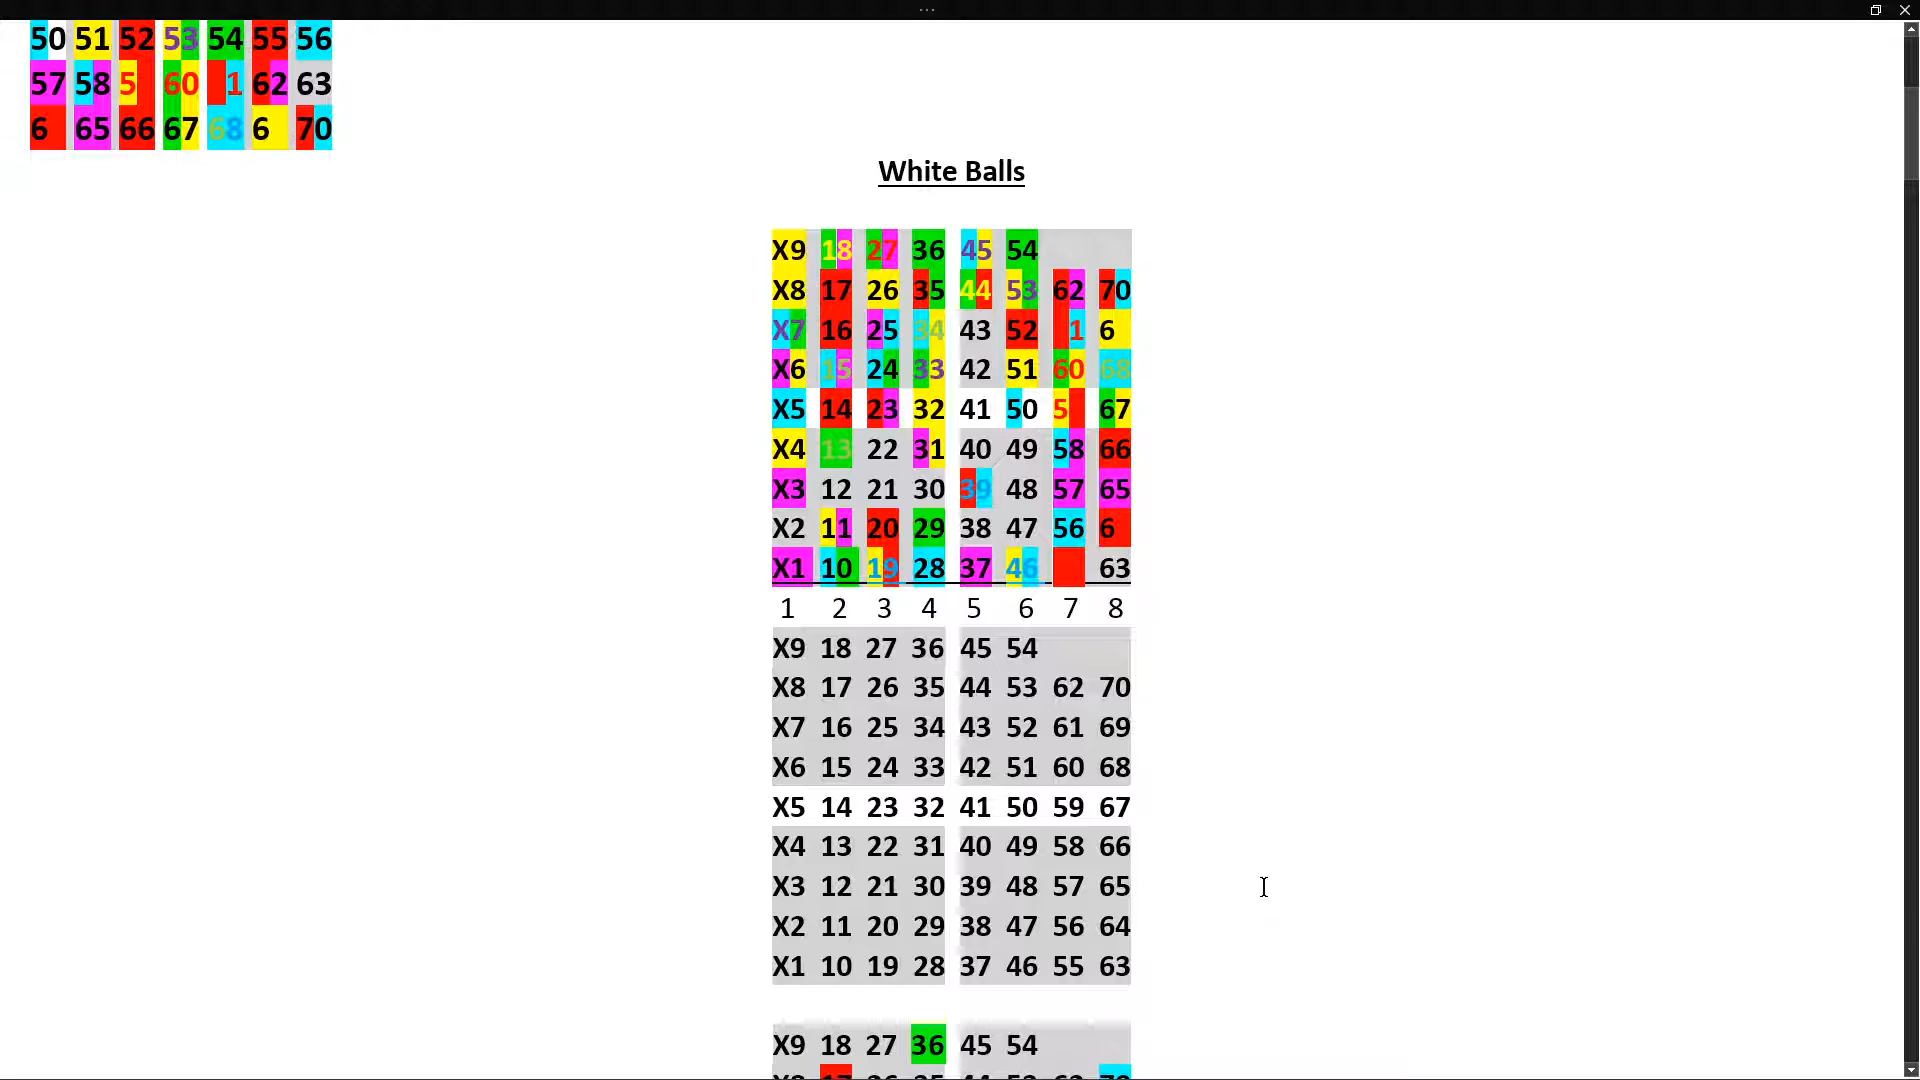 50 51 52 53 54 55 56
57 58 5 60 1 62 63
6 65 66 67 68 6 70
White Balls
X9 18 27 36 45 54
X8 17 26 35 44 53 62 70
X7 16 25 34 43 52 1 6
X6 15 24 33 42 51 60 68
X5 14 23 32 41 50 5 67
X4 13 22 31 40 49 58 66
X3 12 21 30 39 48 57 65
X2 11 20 29 38 47 56 6
X1 10 19 28 37 46 63
1 2 3 4 5 6 7 8
X9 18 27 36 45 54
X8 17 26 35 44 53 62 70
X7 16 25 34 43 52 61 69
X6 15 24 33 42 51 60 68
X5 14 23 32 41 50 59 67
X4 13 22 31 40 49 58 66
X3 12 21 30 39 48 57 65
X2 11 20 29 38 47 56 64
X1 10 19 28 37 46 55 63
X9 18 27 36 45 54